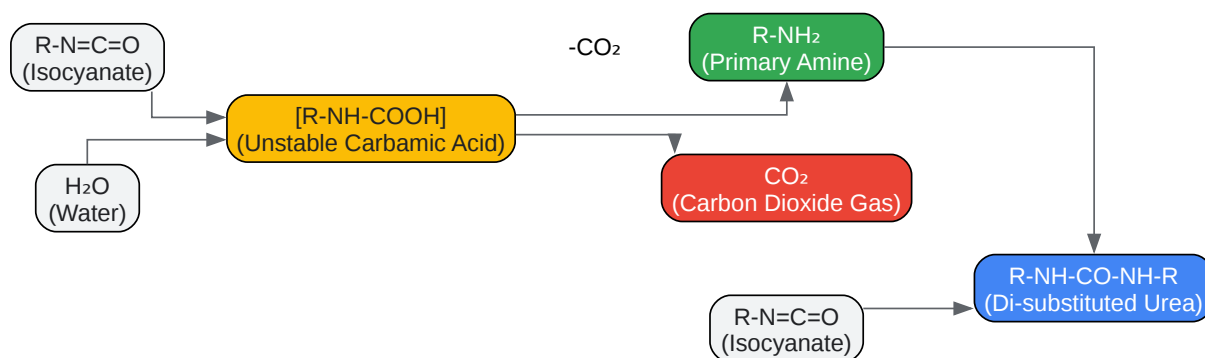 R-N=C=O
(Isocyanate)
H₂O
(Water)
[R-NH-COOH]
(Unstable Carbamic Acid)
-CO₂
R-NH₂
(Primary Amine)
CO₂
(Carbon Dioxide Gas)
R-N=C=O
(Isocyanate)
R-NH-CO-NH-R
(Di-substituted Urea)